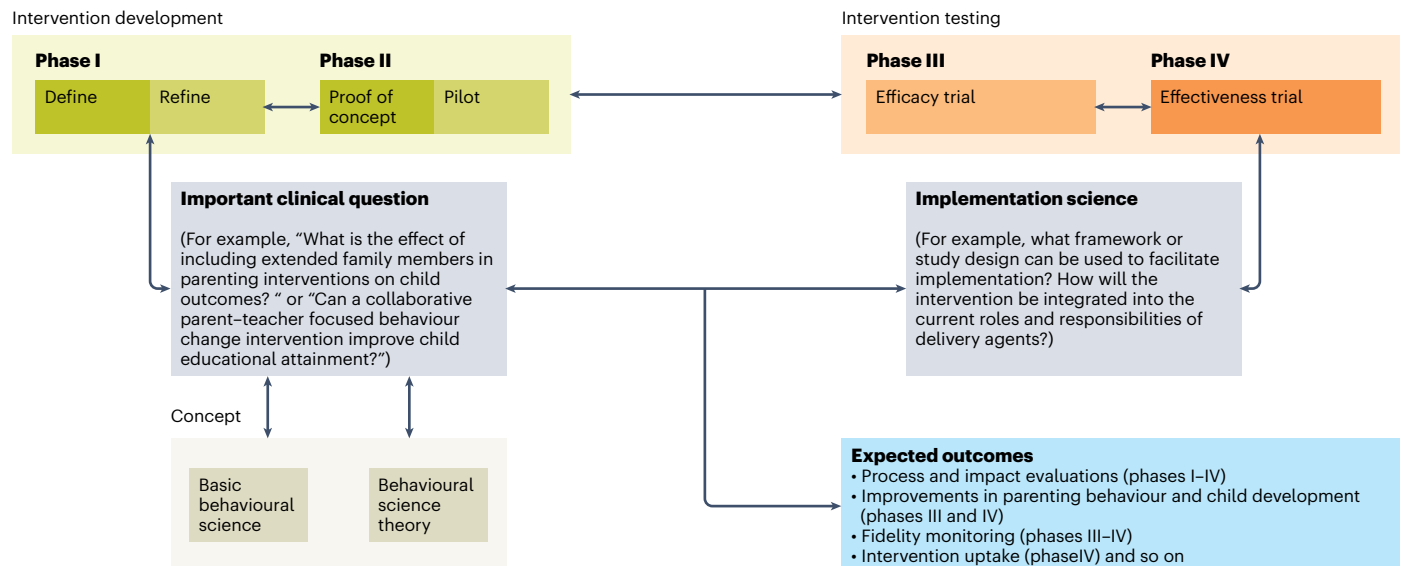 Intervention development
Intervention testing
Phase I
Phase II
Phase III
Phase IV
Define
Refine
Proof of
concept
Pilot
Efficacy trial
Effectiveness trial
Important clinical question
(For example, “What is the effect of
including extended family members in
parenting interventions on child
outcomes? “ or “Can a collaborative
parent–teacher focused behaviour
change intervention improve child
educational attainment?”)
Implementation science
(For example, what framework or
study design can be used to facilitate
implementation? How will the
intervention be integrated into the
current roles and responsibilities of
delivery agents?)
Concept
Basic
behavioural
science
Behavioural
science
theory
Expected outcomes
• Process and impact evaluations (phases I–IV)
• Improvements in parenting behaviour and child development
(phases III and IV)
• Fidelity monitoring (phases III–IV)
• Intervention uptake (phaseIV) and so on